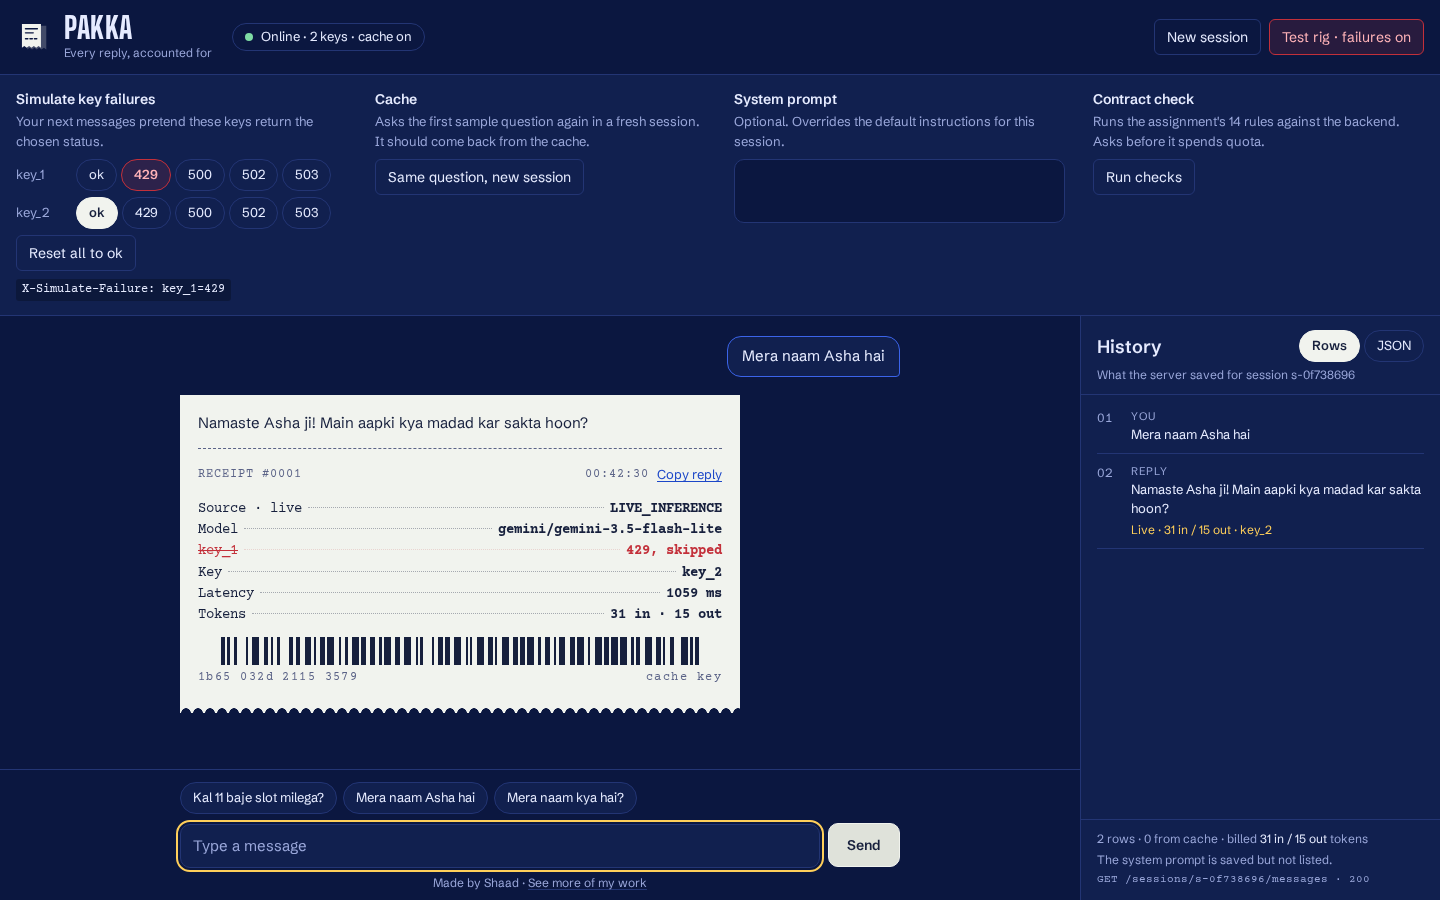 PAKKA
Every reply, accounted for
Online · 2 keys · cache on
New session
Test rig · failures on
Simulate key failures
Your next messages pretend these keys return the
chosen status.
key_1 ok 429 500 502 503
key_2 ok 429 500 502 503
Reset all to ok
X-Simulate-Failure: key_1=429
Cache
Asks the first sample question again in a fresh session.
It should come back from the cache.
Same question, new session
System prompt
Optional. Overrides the default instructions for this
session.
Contract check
Runs the assignment's 14 rules against the backend.
Asks before it spends quota.
Run checks
Mera naam Asha hai
Namaste Asha ji! Main aapki kya madad kar sakta hoon?
RECEIPT #0001 00:42:30 Copy reply
Source · live LIVE_INFERENCE
Model gemini/gemini-3.5-flash-lite
key_1 429, skipped
Key key_2
Latency 1059 ms
Tokens 31 in · 15 out
1b65 032d 2115 3579 cache key
Kal 11 baje slot milega? Mera naam Asha hai Mera naam kya hai?
Type a message Send
Made by Shaad · See more of my work
History Rows JSON
What the server saved for session s-0f738696
01 YOU
Mera naam Asha hai
02 REPLY
Namaste Asha ji! Main aapki kya madad kar sakta
hoon?
Live · 31 in / 15 out · key_2
2 rows · 0 from cache · billed 31 in / 15 out tokens
The system prompt is saved but not listed.
GET /sessions/s-0f738696/messages · 200